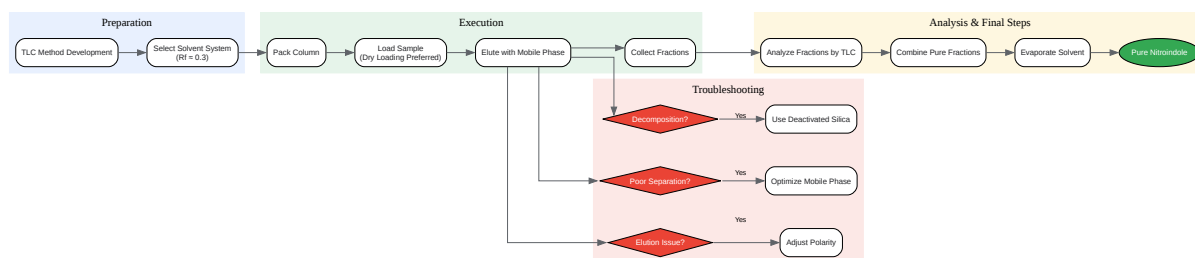 Preparation
Execution
Analysis & Final Steps
TLC Method Development
Select Solvent System
(Rf ≈ 0.3)
Pack Column
Load Sample
(Dry Loading Preferred)
Elute with Mobile Phase
Collect Fractions
Analyze Fractions by TLC
Combine Pure Fractions
Evaporate Solvent
Pure Nitroindole
Troubleshooting
Decomposition?
Yes
Use Deactivated Silica
Poor Separation?
Yes
Optimize Mobile Phase
Yes
Elution Issue?
Adjust Polarity